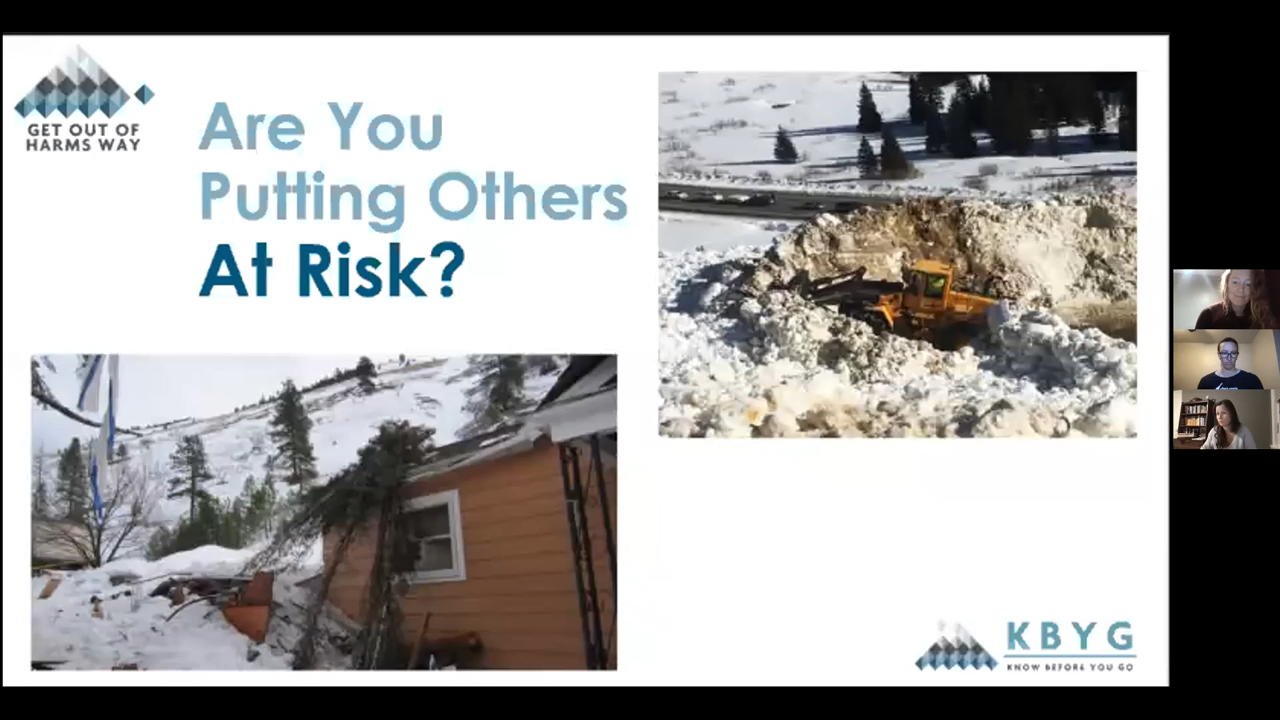 GET OUT OF
HARMS WAY
Are You
Putting Others
At Risk?
KBYG
KNOW BEFORE YOU GO